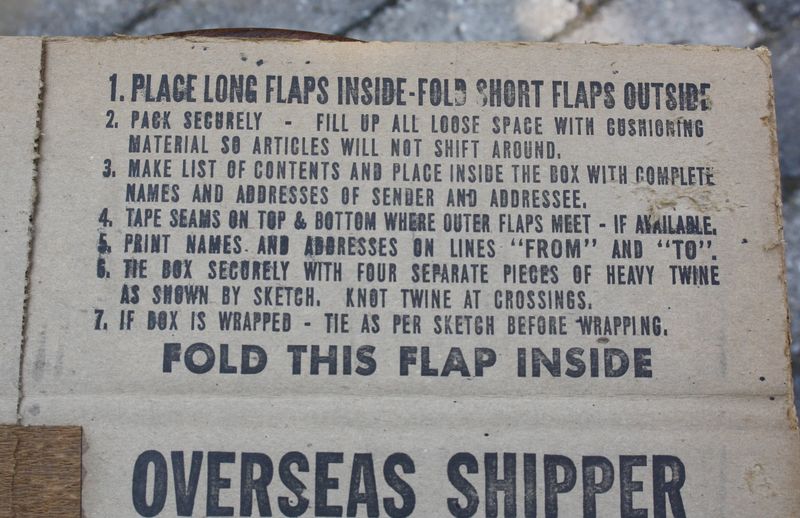 1. PLACE LONG FLAPS INSIDE-FOLD SHORT FLAPS OUTSIDE
2. PACK SECURELY - FILL UP ALL LOOSE SPACE WITH CUSHIONING
MATERIAL SO ARTICLES WILL NOT SHIFT AROUND.
3. MAKE LIST OF CONTENTS AND PLACE INSIDE THE BOX WITH COMPLETE
NAMES AND ADDRESSES OF SENDER AND ADDRESSEE.
4. TAPE SEAMS ON TOP & BOTTOM WHERE OUTER FLAPS MEET - IF AVAILABLE.
5. PRINT NAMES AND ADDRESSES ON LINES "FROM" AND "TO".
6. TIE BOX SECURELY WITH FOUR SEPARATE PIECES OF HEAVY TWINE
AS SHOWN BY SKETCH. KNOT TWINE AT CROSSINGS.
7. IF BOX IS WRAPPED - TIE AS PER SKETCH BEFORE WRAPPING.
FOLD THIS FLAP INSIDE
OVERSEAS SHIPPER